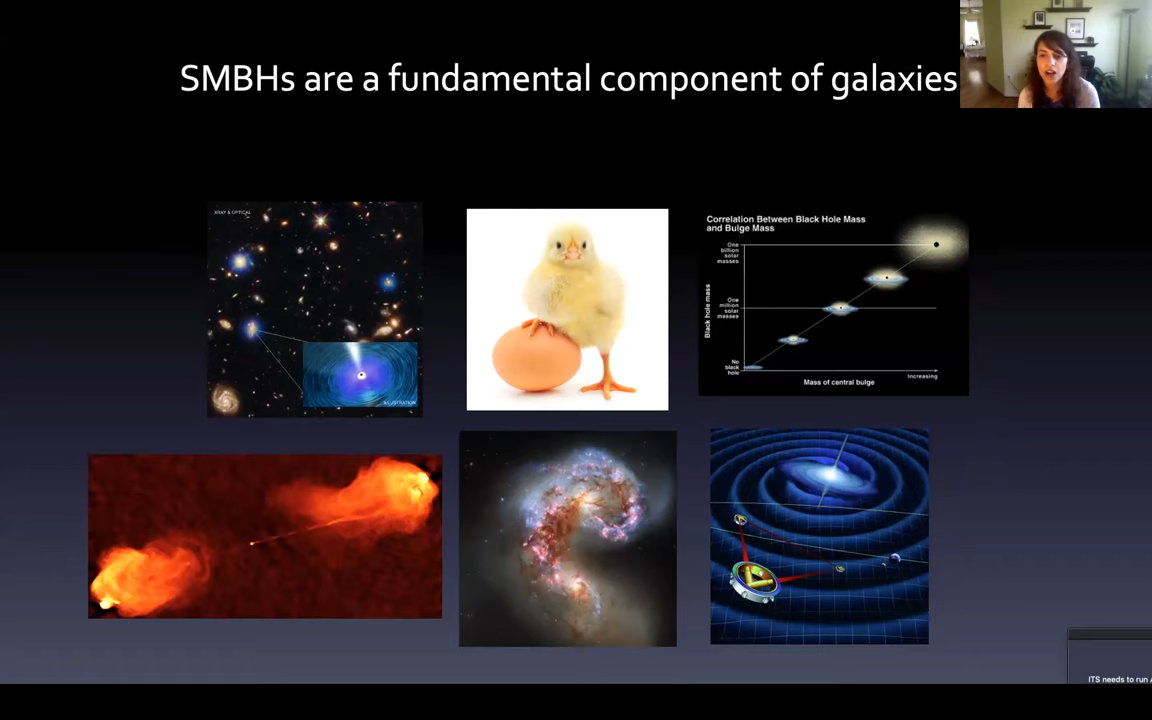 SMBHs are a fundamental component of galaxies
XRAY & OPTICAL
ILLUSTRATION
Correlation Between Black Hole Mass
and Bulge Mass
One
billion
solar
masses
One
million
solar
masses
No
black
hole
Black hole mass
Mass of central bulge
Increasing
ITS needs to run